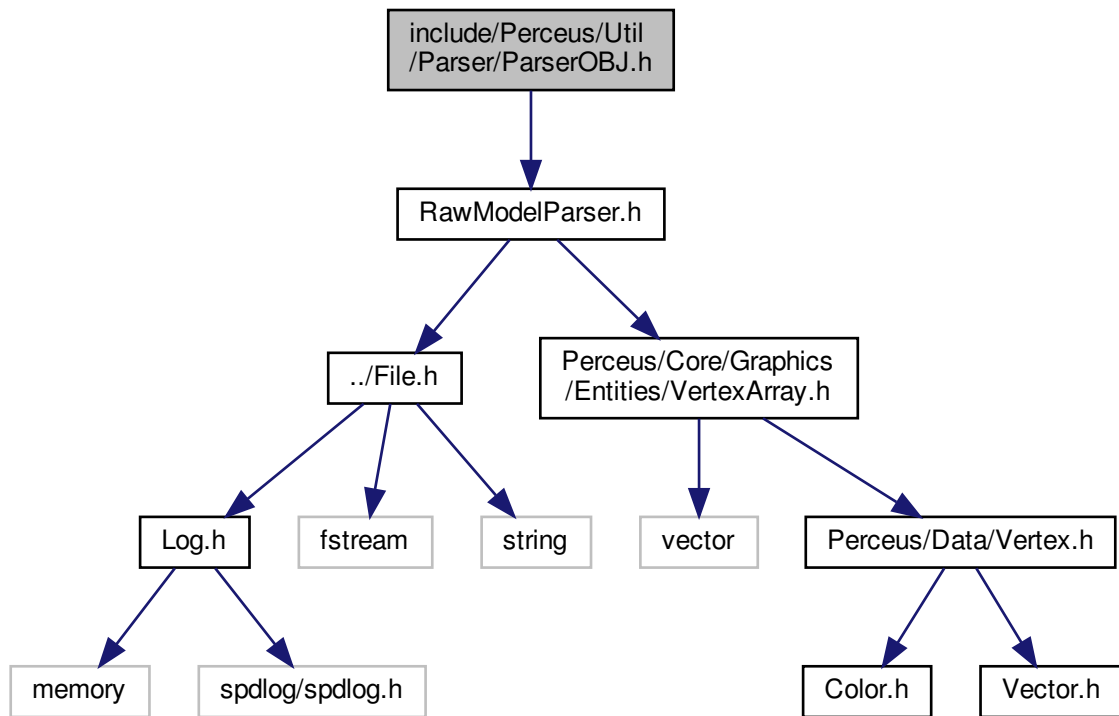 include/Perceus/Util
/Parser/ParserOBJ.h
RawModelParser.h
../File.h
Perceus/Core/Graphics
/Entities/VertexArray.h
Log.h
fstream
string
vector
Perceus/Data/Vertex.h
memory
spdlog/spdlog.h
Color.h
Vector.h